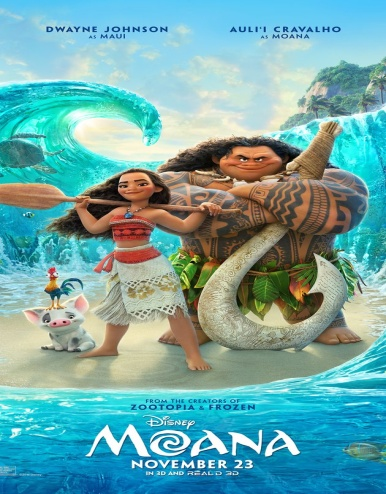 DWAYNE JOHNSON
AS MAUI
AULI'I CRAVALHO
AS MOANA
FROM THE CREATORS OF
ZOOTOPIA & FROZEN
Disney
MOANA
NOVEMBER 23
IN 3D AND REALD 3D